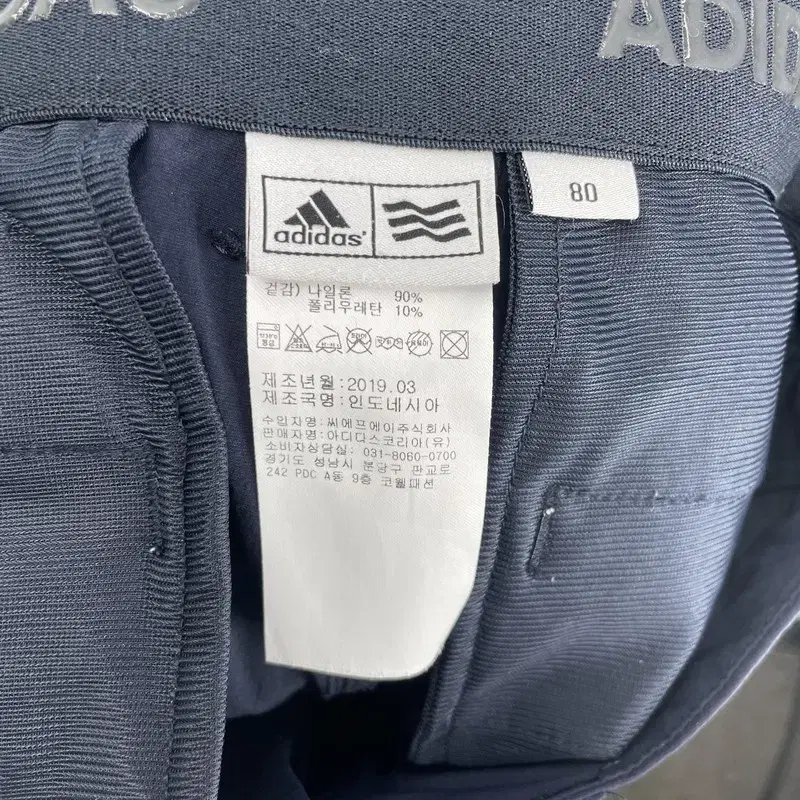 ADID
adidas
80
겉감) 나일론 90%
폴리우레탄 10%
제조년월:2019.03
제조국명:인도네시아
수입자명:씨에프에이주식회사
판매자명:아디다스코리아(유)
소비자상담실: 031-8060-0700
경기도 성남시 분당구 판교로
242 PDC A동 9층 코웰패션